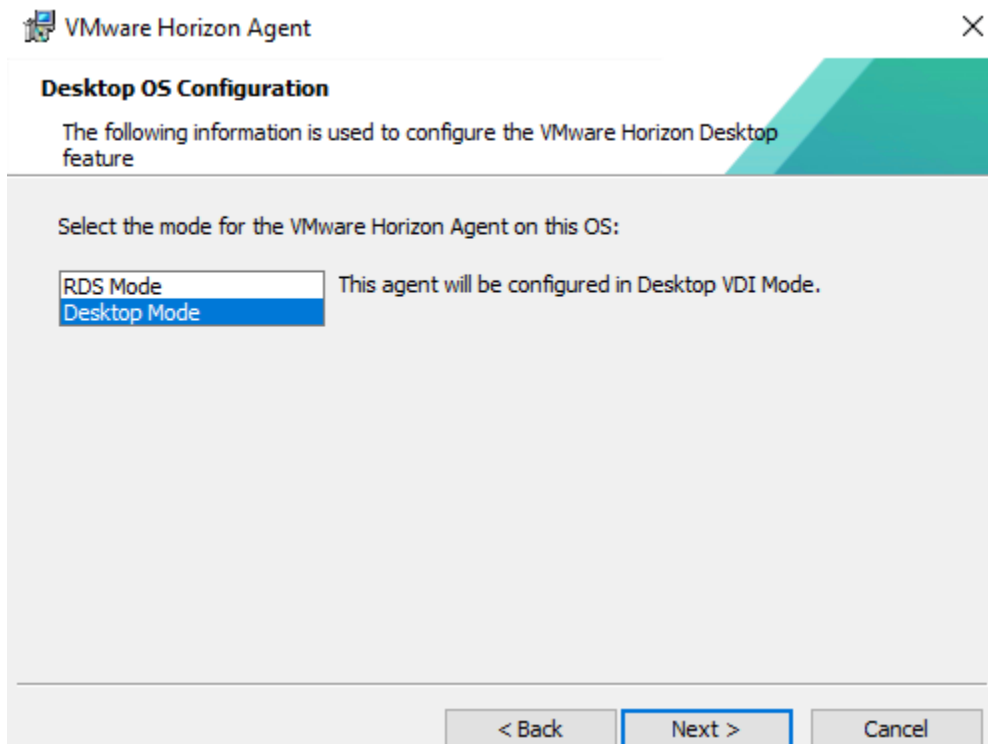 VMware Horizon Agent
Desktop OS Configuration
The following information is used to configure the VMware Horizon Desktop
feature
Select the mode for the VMware Horizon Agent on this OS:
RDS Mode
This agent will be configured in Desktop VDI Mode.
Desktop Mode
< Back
Next >
Cancel